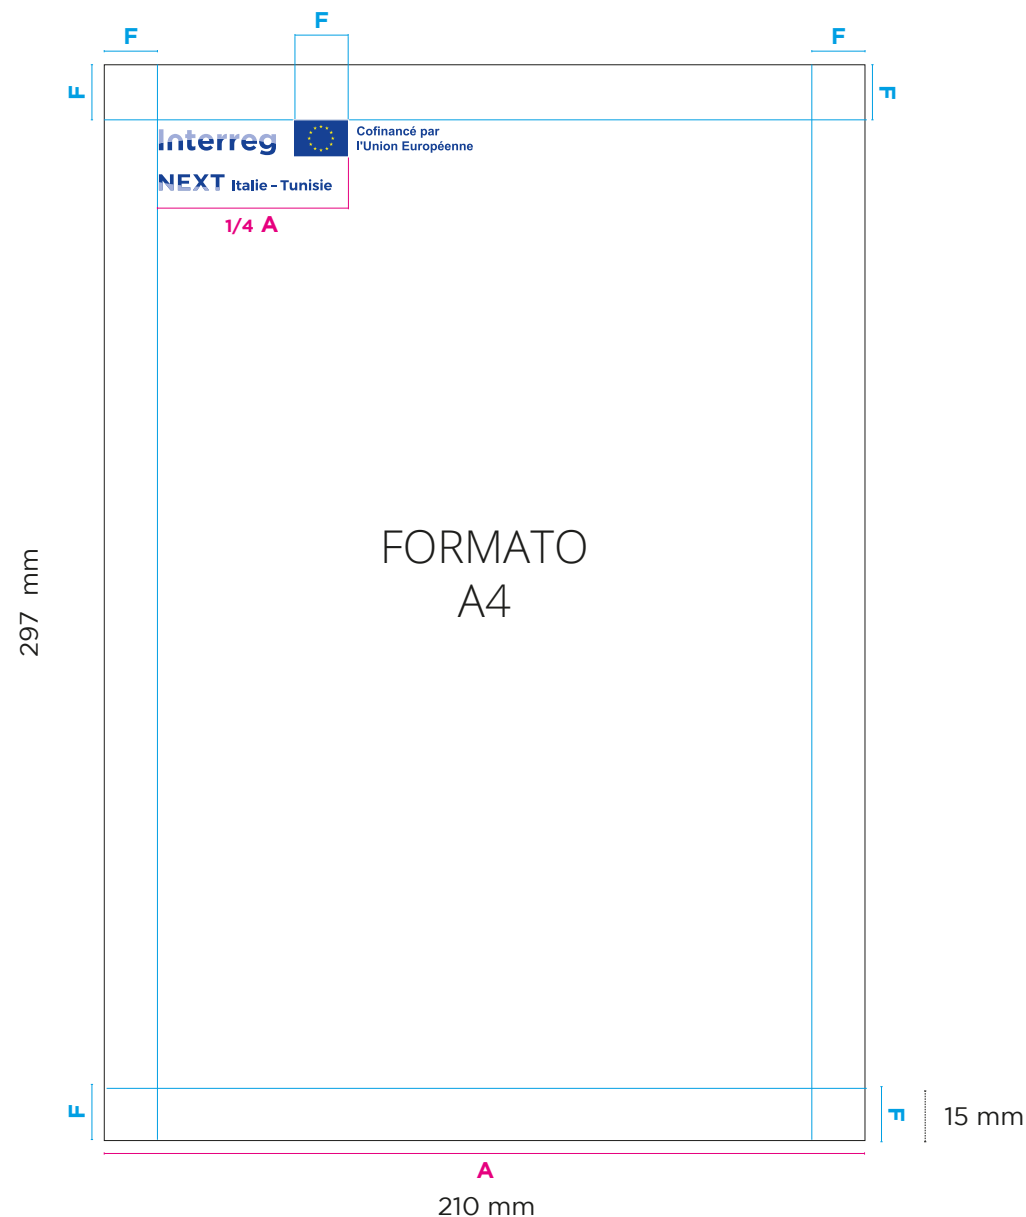 F
F
F
F
F
Interreg
Cofinancé par
l'Union Européenne
NEXT Italie – Tunisie
1/4 A
FORMATO
A4
297 mm
F
F
15 mm
A
210 mm